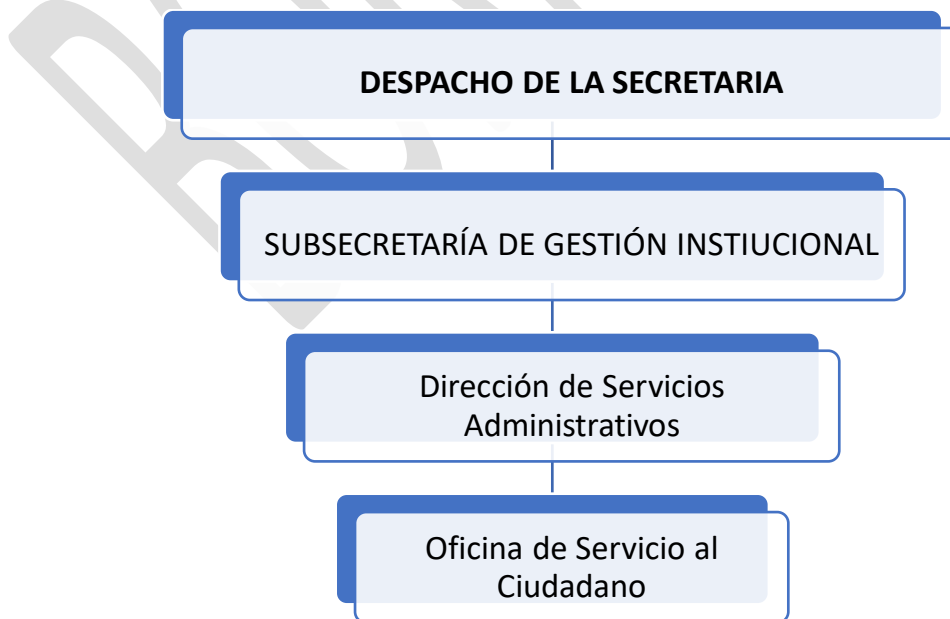 DESPACHO DE LA SECRETARIA
SUBSECRETARÍA DE GESTIÓN INSTIUCIONAL
Dirección de Servicios
Administrativos
Oficina de Servicio al
Ciudadano